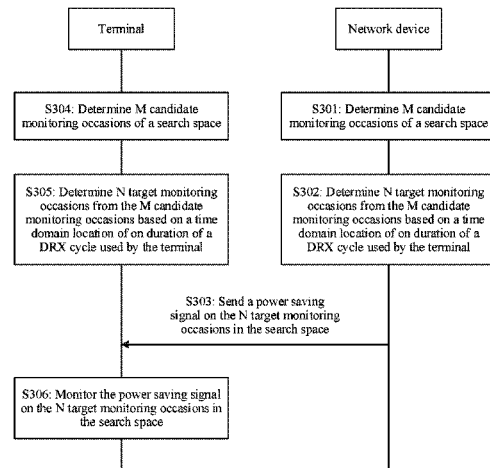 Terminal
Network device
S304: Determine M candidate
monitoring occasions of a search space
S301: Determine M candidate
monitoring occasions of a search space
S305: Determine N target monitoring
occasions from the M candidate
monitoring occasions based on a time
domain location of on duration of a
DRX cycle used by the terminal
S302: Determine N target monitoring
occasions from the M candidate
monitoring occasions based on a time
domain location of on duration of a
DRX cycle used by the terminal
S303: Send a power saving
signal on the N target monitoring
occasions in the search space
S306: Monitor the power saving signal
on the N target monitoring occasions in
the search space